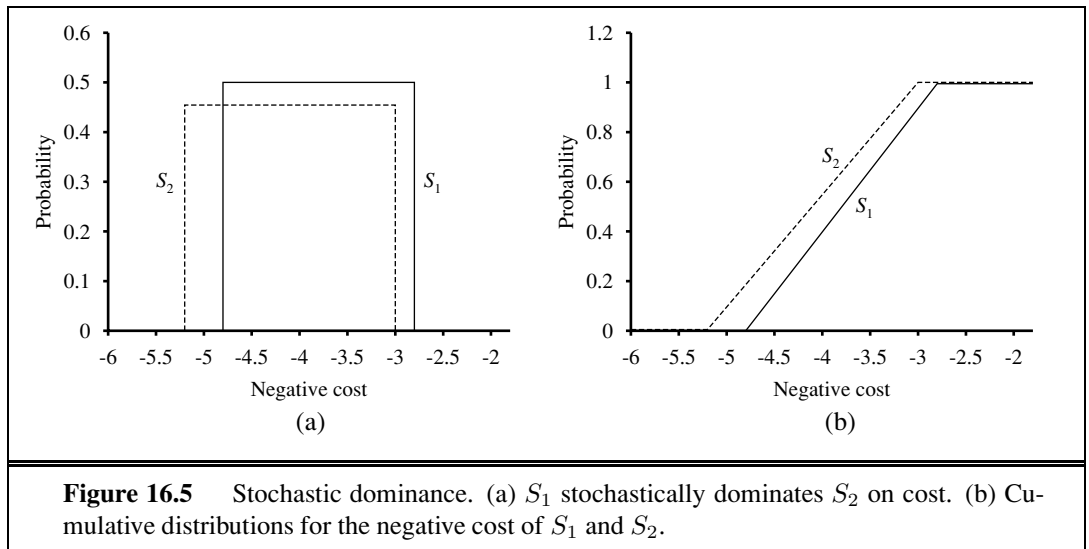 0.6
0.5
0.4
0.3
0.2
0.1
0
Probability
S2
S1
-6 -5.5 -5 -4.5 -4 -3.5 -3 -2.5 -2
Negative cost
(a)
1.2
1
0.8
0.6
0.4
0.2
0
Probability
S2
S1
-6 -5.5 -5 -4.5 -4 -3.5 -3 -2.5 -2
Negative cost
(b)
Figure 16.5 Stochastic dominance. (a) S1 stochastically dominates S2 on cost. (b) Cu-
mulative distributions for the negative cost of S1 and S2.